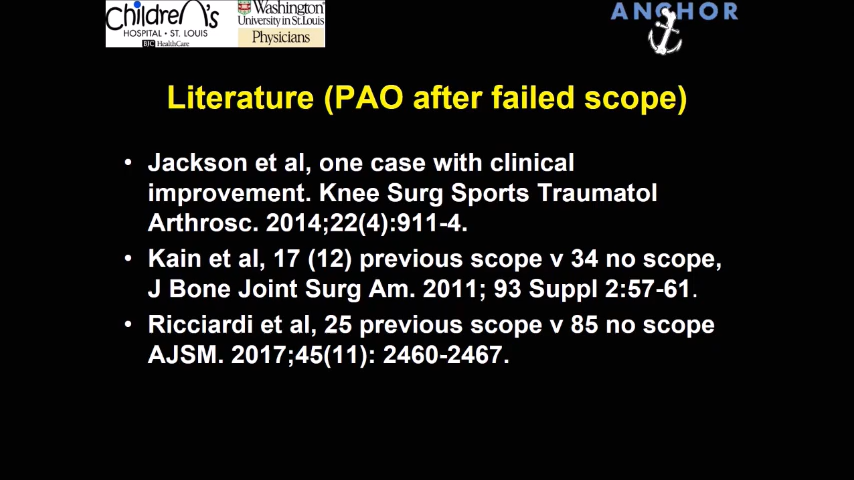 Children's
HOSPITAL • ST. LOUIS
BJC HealthCare
Washington
University in St. Louis
Physicians
ANCHOR
Literature (PAO after failed scope)
• Jackson et al, one case with clinical
improvement. Knee Surg Sports Traumatol
Arthrosc. 2014;22(4):911-4.
• Kain et al, 17 (12) previous scope v 34 no scope,
J Bone Joint Surg Am. 2011; 93 Suppl 2:57-61.
• Ricciardi et al, 25 previous scope v 85 no scope
AJSM. 2017;45(11): 2460-2467.